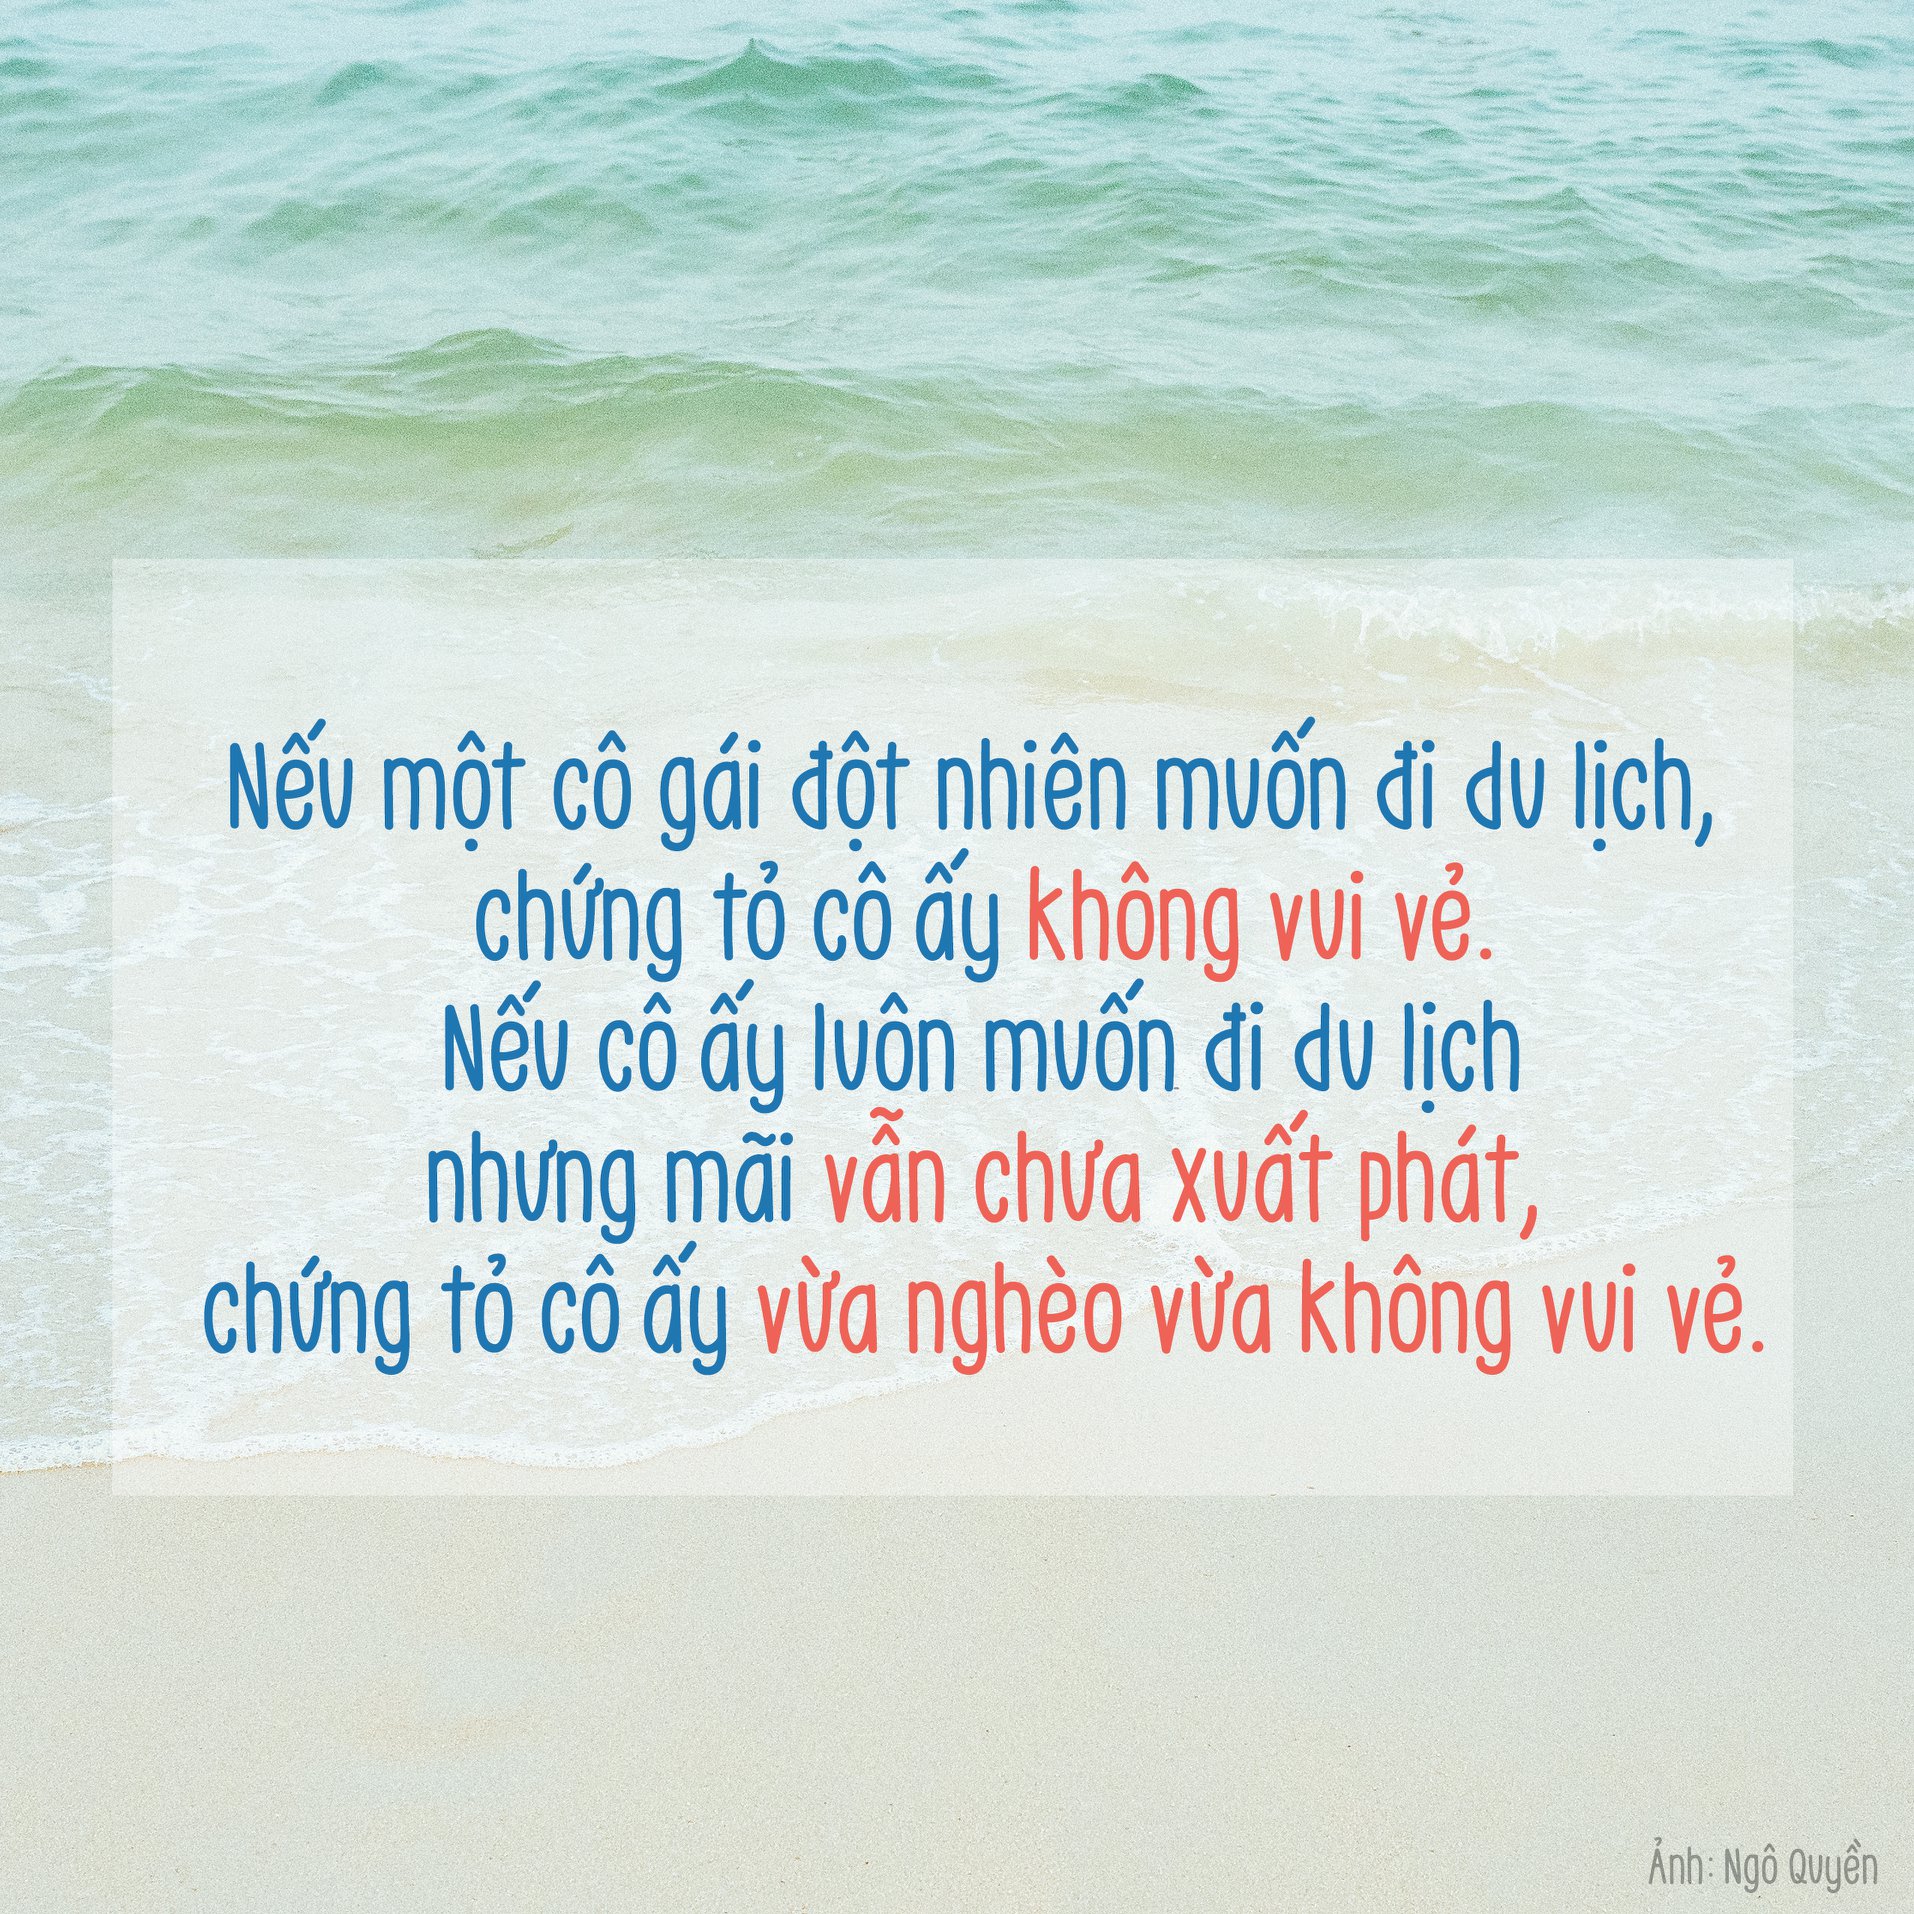 Nếu một cô gái đột nhiên muốn đi du lịch,
chứng tỏ cô ấy không vui vẻ.
Nếu cô ấy luôn muốn đi du lịch
nhưng mãi vẫn chưa xuất phát,
chứng tỏ cô ấy vừa nghèo vừa không vui vẻ.
Ảnh: Ngô Quyền